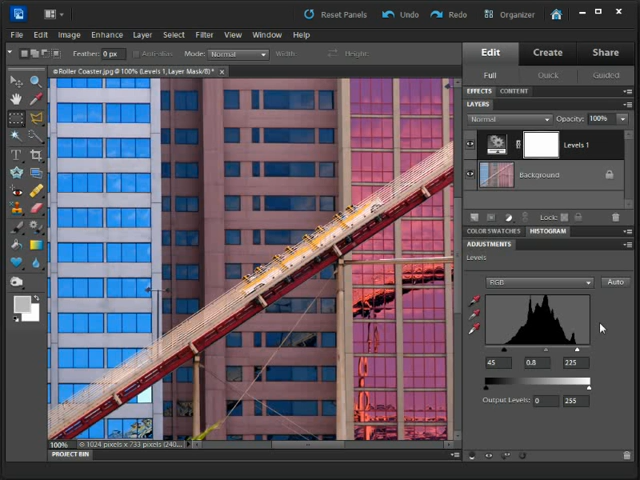 Reset Panels Undo Redo Organizer
File Edit Image Enhance Layer Select Filter View Window Help
Feather: 0 px Anti-alias Mode: Normal Width: Height:
Edit Create Share
Roller Coaster.jpg @ 100% (Levels 1, Layer Mask/8) * ×
Full Quick Guided
EFFECTS CONTENT
LAYERS
Normal Opacity: 100%
Levels 1
Background
Lock:
COLOR SWATCHES HISTOGRAM
ADJUSTMENTS
Levels
RGB Auto
45 0.8 225
Output Levels: 0 255
100% 1024 pixels x 733 pixels (240...
PROJECT BIN